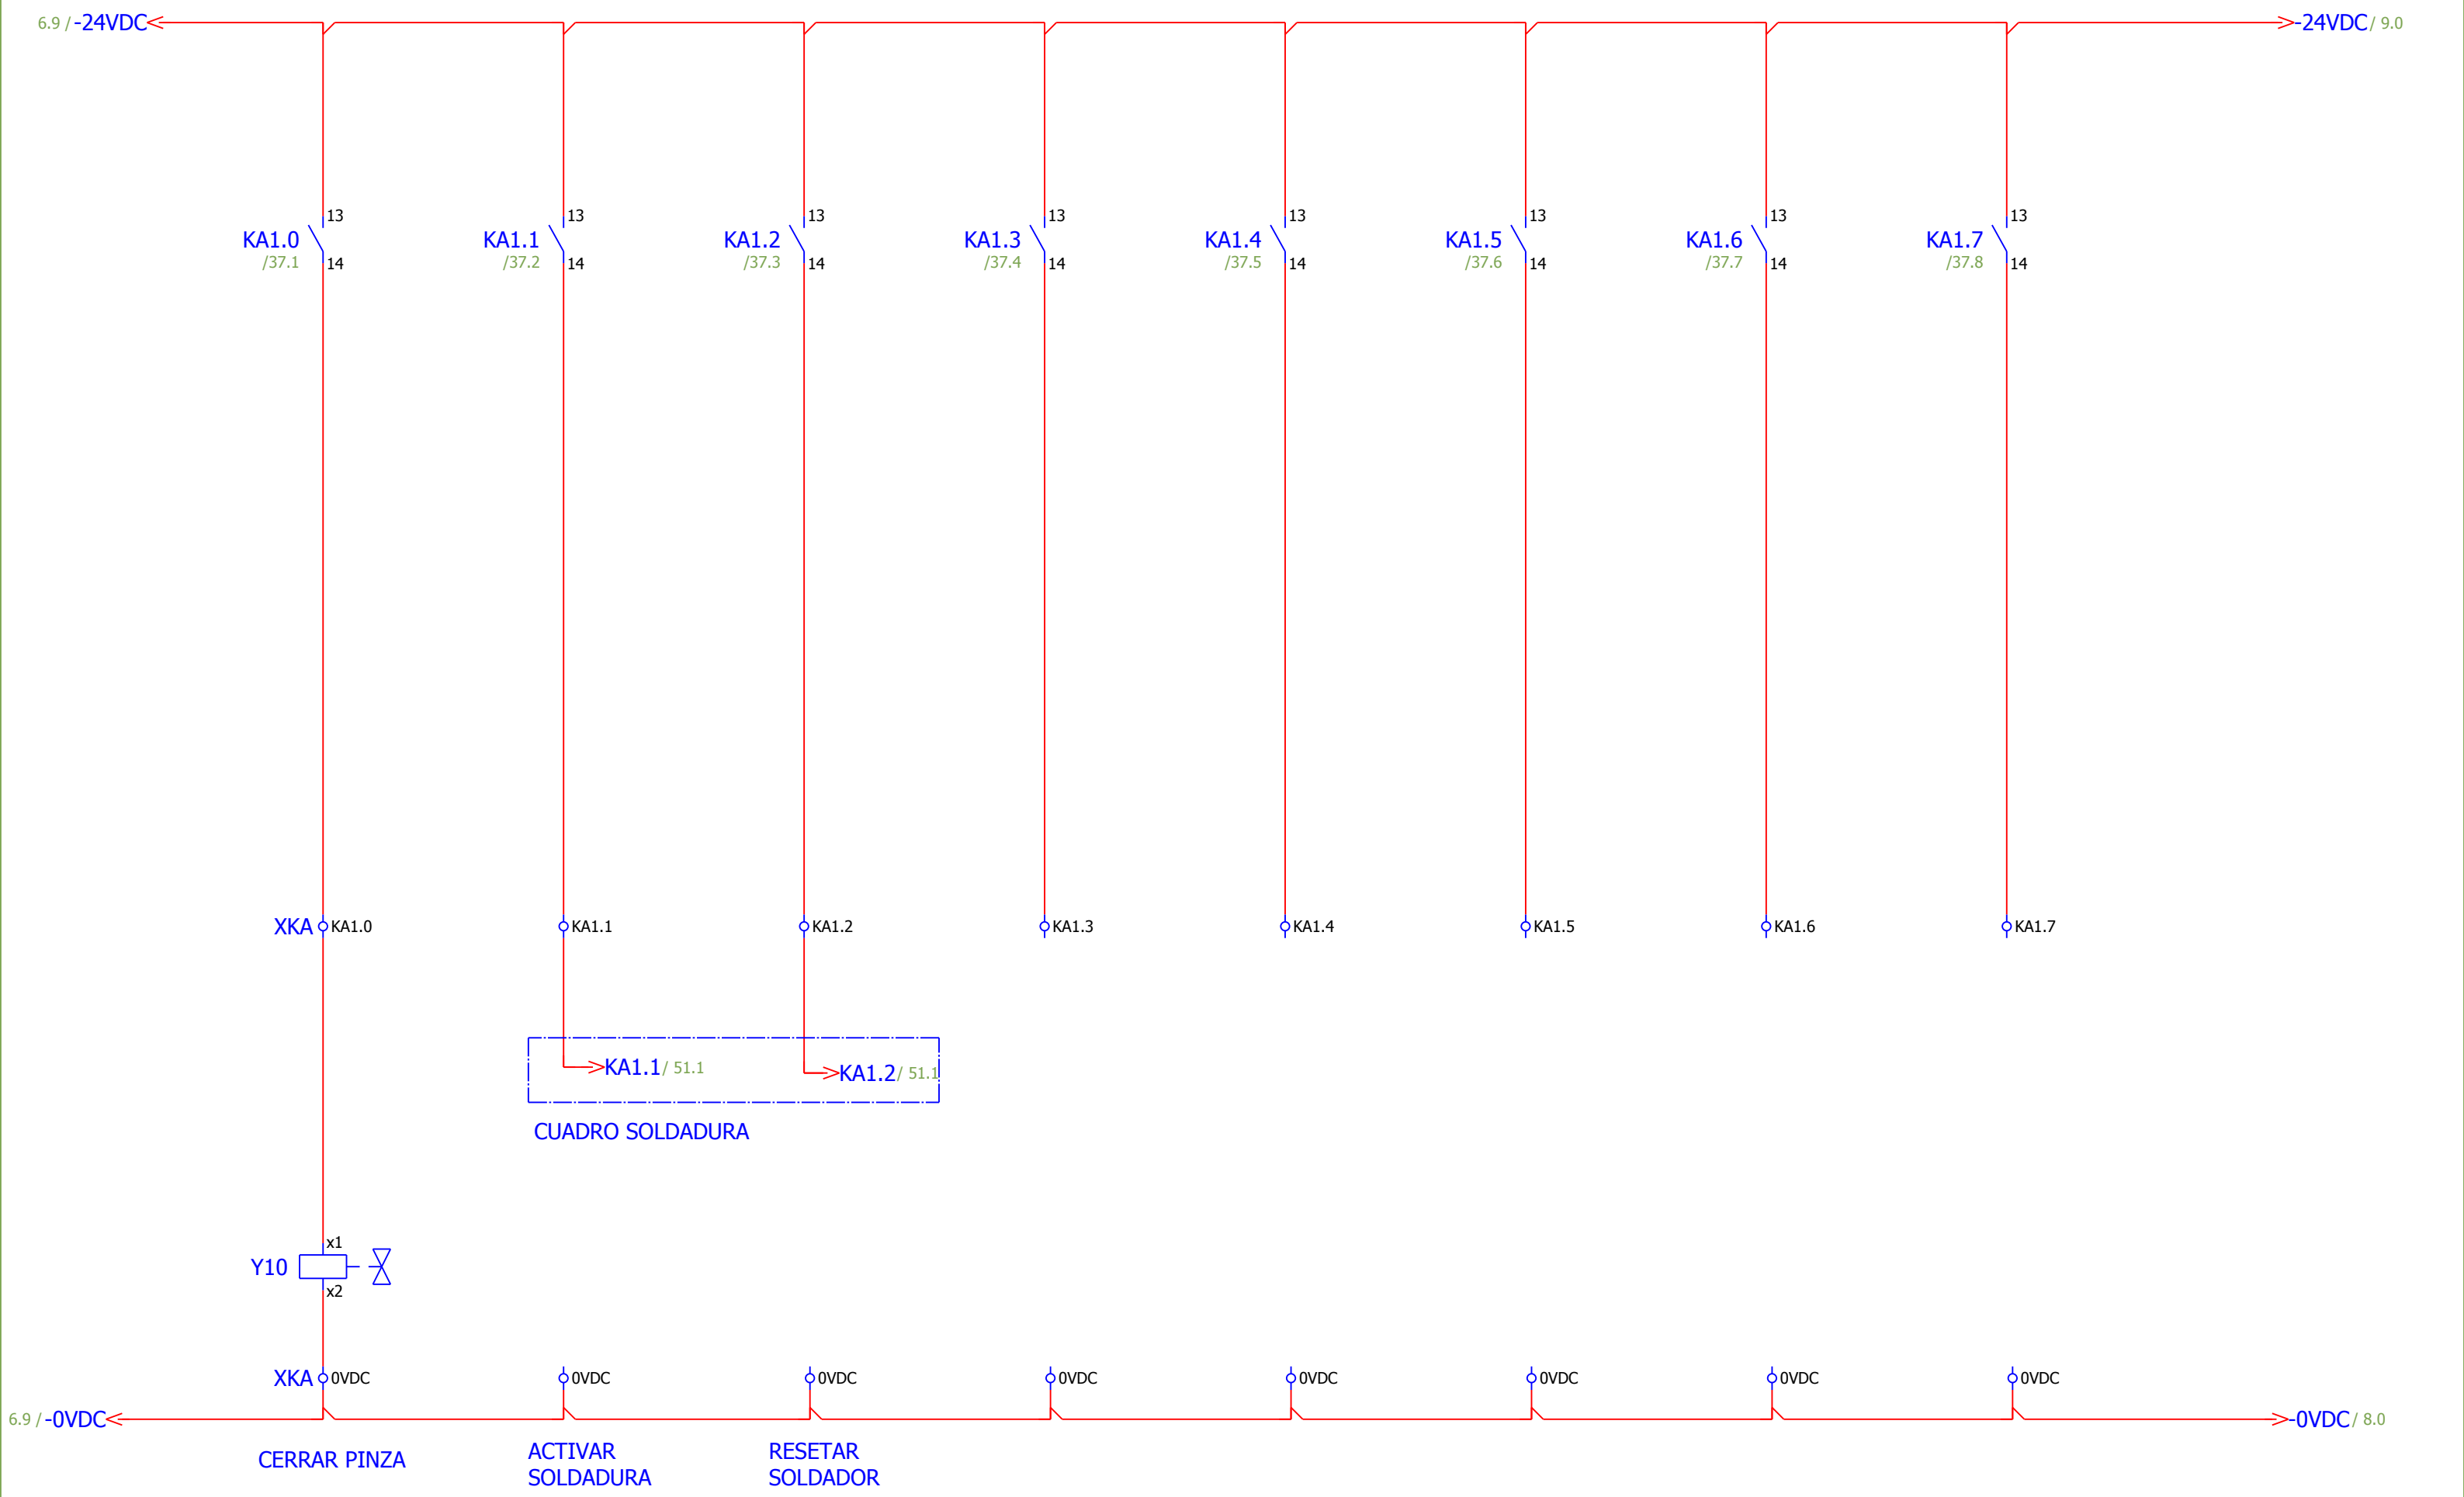 6.9 / -24VDC
-24VDC / 9.0
13 13 13 13 13 13 13 13
KA1.0 KA1.1 KA1.2 KA1.3 KA1.4 KA1.5 KA1.6 KA1.7
/37.1 /37.2 /37.3 /37.4 /37.5 /37.6 /37.7 /37.8
14 14 14 14 14 14 14 14
XKA KA1.0 KA1.1 KA1.2 KA1.3 KA1.4 KA1.5 KA1.6 KA1.7
KA1.1 / 51.1
KA1.2 / 51.1
CUADRO SOLDADURA
x1
Y10
x2
XKA 0VDC 0VDC 0VDC 0VDC 0VDC 0VDC 0VDC 0VDC
6.9 / -0VDC
-0VDC / 8.0
CERRAR PINZA
ACTIVAR
SOLDADURA
RESETAR
SOLDADOR